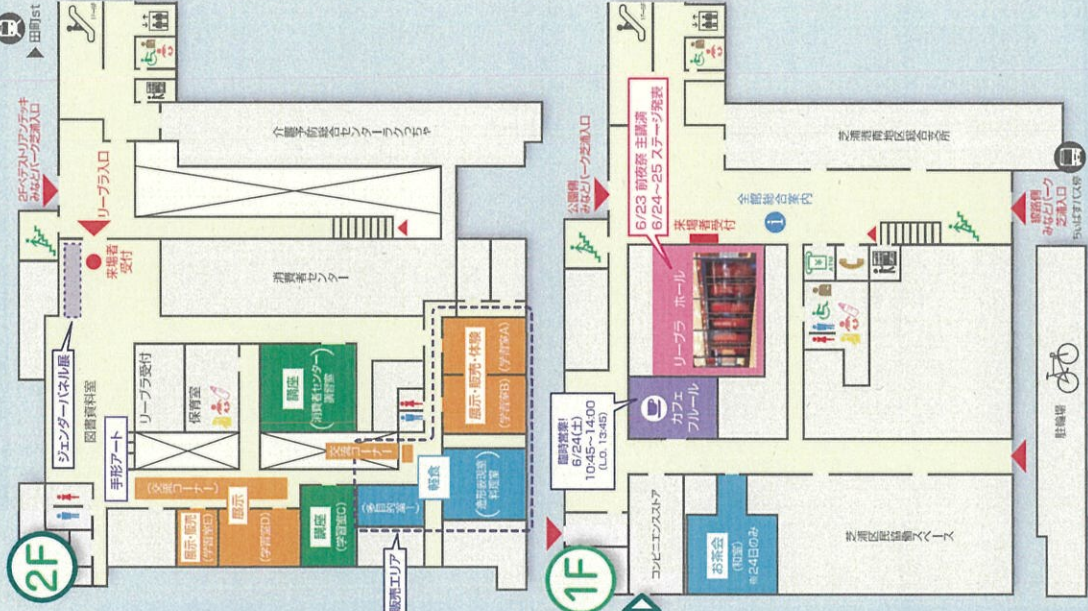 2F
田町st
2Fペデストリアンデッキ
みなとパーク芝浦入口
リーブラ入口
来場者
受付
介護予防総合センターラクっちゃ
消費者センター
ジェンダーパネル展
図書資料室
リーブラ受付
保育室
手形アート
講座
(消費者センター
講習室)
交流コーナー
(交流コーナー)
展示・販売
(学習室E)
展示
(学習室D)
講座
(学習室C)
軽食
(多目的室)
展示・販売・体験
(学習室B) (学習室A)
販売エリア
1F
公園側
みなとパーク芝浦入口
6/23 前夜祭 主講演
6/24～25 ステージ発表
来場者
受付
全館総合案内
i
芝浦港南地区総合支所
リーブラ ホール
カフェ
フルール
臨時営業!
6/24(土)
10:45～14:00
(L.O. 13:45)
ATM
コンビニエンスストア
お茶会
(和室)
※24日のみ
芝浦区民協働スペース
みなとパーク
芝浦入口
ちぃばすバス停
駐輪場